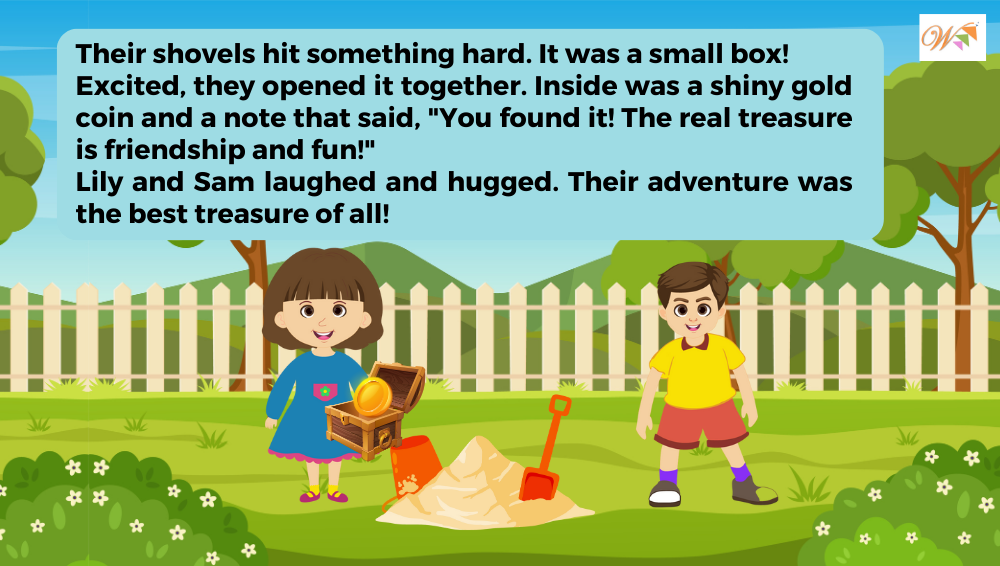 Their shovels hit something hard. It was a small box!
Excited, they opened it together. Inside was a shiny gold
coin and a note that said, "You found it! The real treasure
is friendship and fun!"
Lily and Sam laughed and hugged. Their adventure was
the best treasure of all!
W